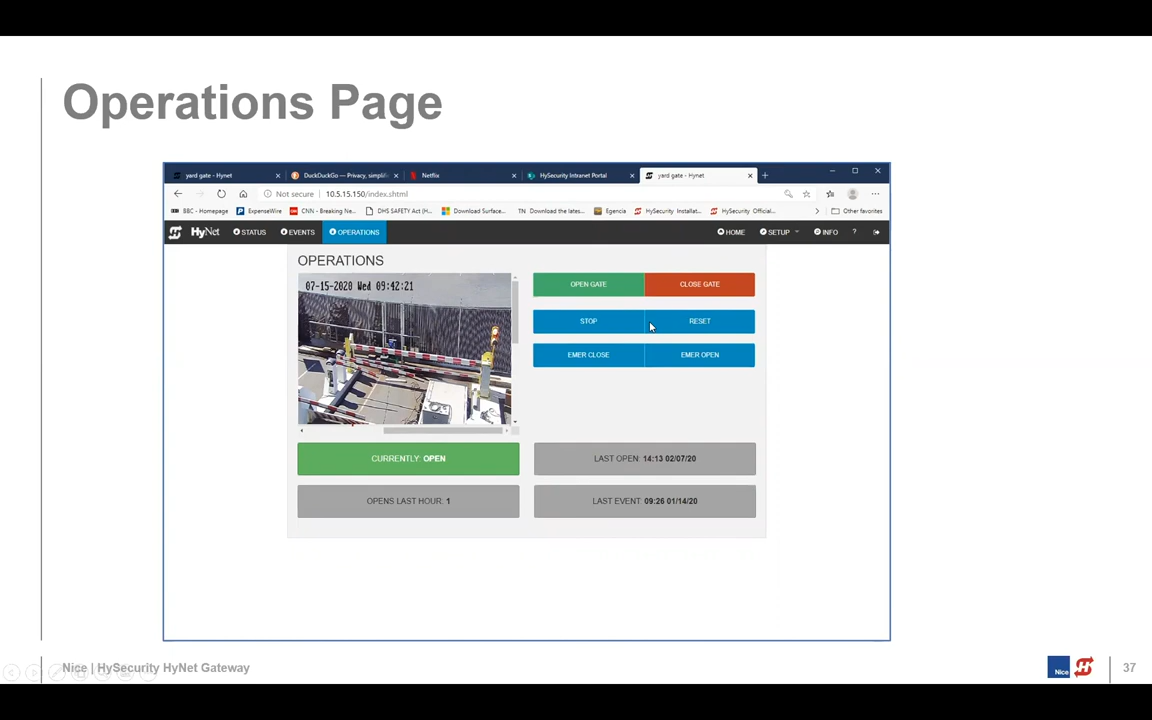 Operations Page
yard gate - Hynet
DuckDuckGo — Privacy, simplifi
Netflix
HySecurity Intranet Portal
yard gate - Hynet
Not secure
10.5.15.150/index.shtml
BBC - Homepage
ExpenseWire
CNN - Breaking Ne...
DHS SAFETY Act (H...
Download Surface...
TN Download the lates...
Egencia
HySecurity Installat...
HySecurity Official...
Other favorites
HyNet
STATUS
EVENTS
OPERATIONS
HOME
SETUP
INFO
?
OPERATIONS
07-15-2020 Wed 09:42:21
OPEN GATE
CLOSE GATE
STOP
RESET
EMER CLOSE
EMER OPEN
CURRENTLY: OPEN
LAST OPEN: 14:13 02/07/20
OPENS LAST HOUR: 1
LAST EVENT: 09:26 01/14/20
Nice | HySecurity HyNet Gateway
Nice
37